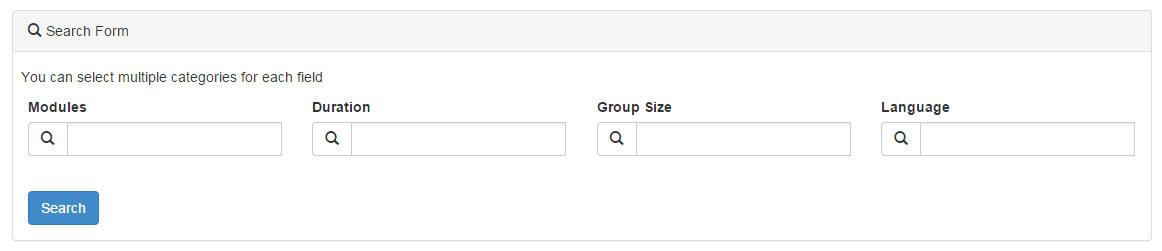 Search Form
You can select multiple categories for each field
Modules Duration Group Size Language
Search